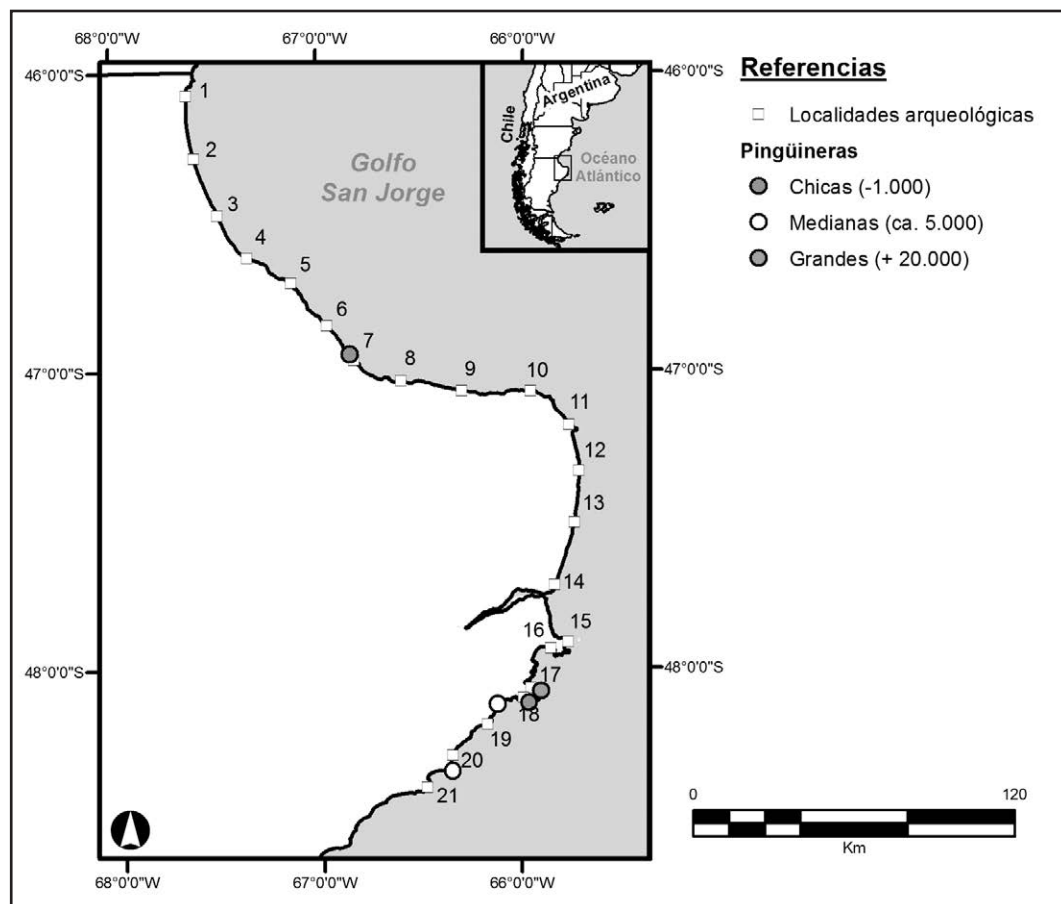 68°0'0"W
67°0'0"W
66°0'0"W
46°0'0"S
46°0'0"S
47°0'0"S
47°0'0"S
48°0'0"S
48°0'0"S
68°0'0"W
67°0'0"W
66°0'0"W
Golfo
San Jorge
Argentina
Chile
Océano
Atlántico
1
2
3
4
5
6
7
8
9
10
11
12
13
14
15
16
17
18
19
20
21
Referencias
Localidades arqueológicas
Pingüineras
Chicas (-1.000)
Medianas (ca. 5.000)
Grandes (+ 20.000)
0
120
Km